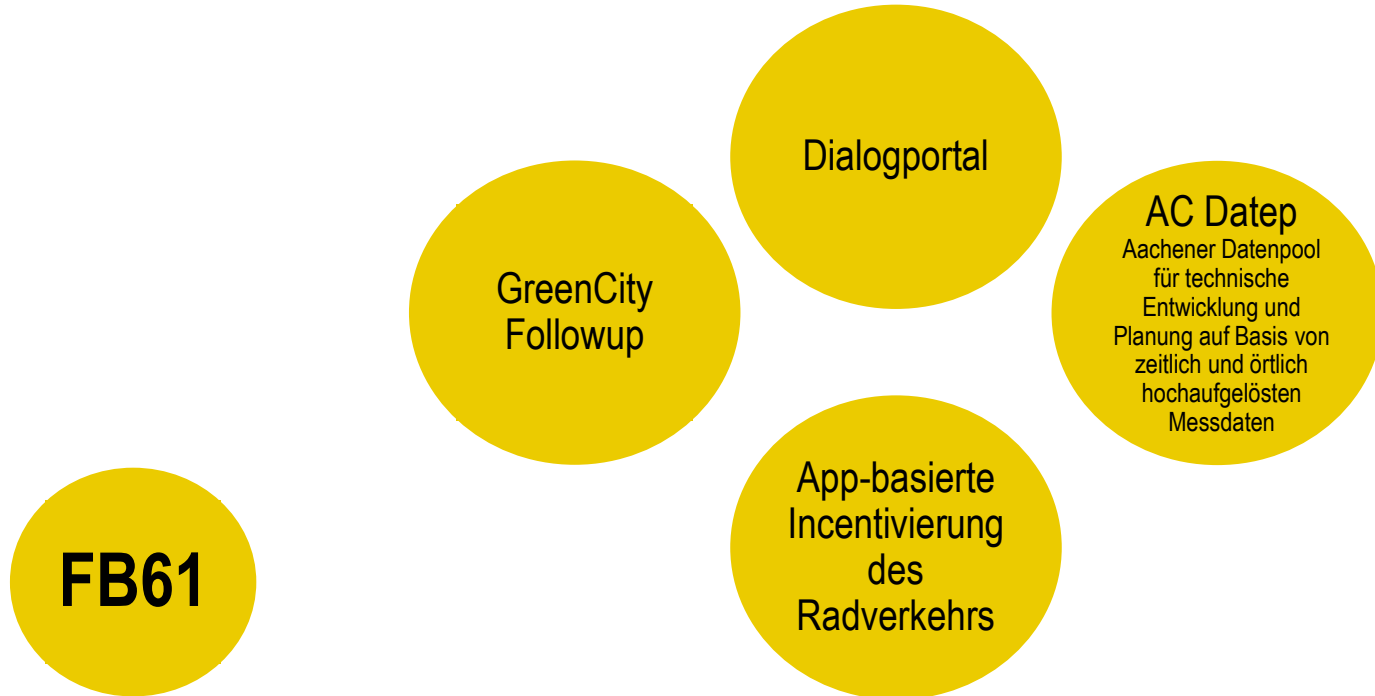 Dialogportal
GreenCity
Followup
AC Datep
Aachener Datenpool
für technische
Entwicklung und
Planung auf Basis von
zeitlich und örtlich
hochaufgelösten
Messdaten
App-basierte
Incentivierung
des
Radverkehrs
FB61